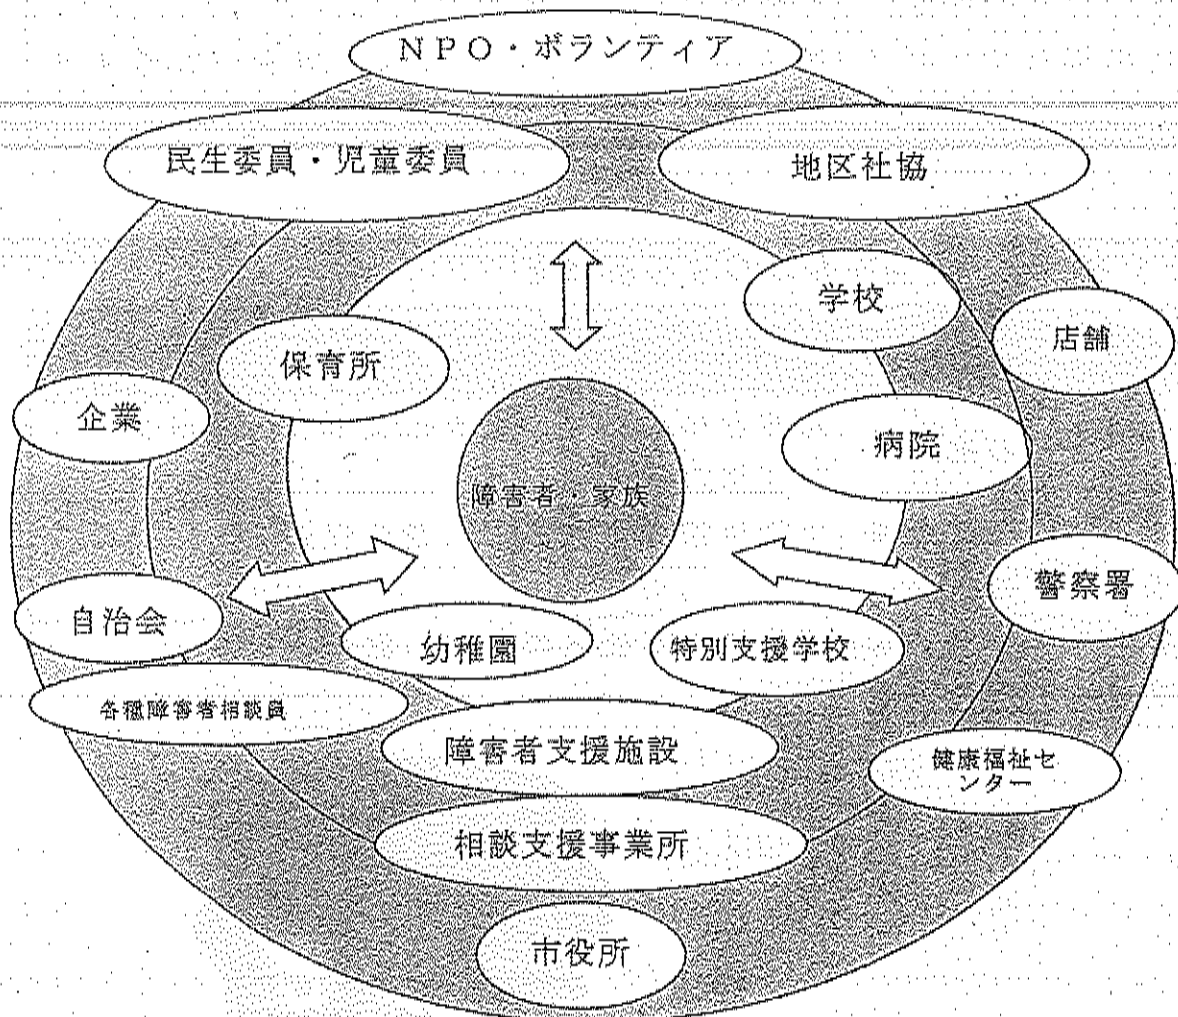 NPO・ボランティア
民生委員・児童委員
地区社協
学校
店舗
保育所
企業
病院
障害者・家族
警察署
自治会
幼稚園
特別支援学校
各種障害者相談員
障害者支援施設
健康福祉セ
ンター
相談支援事業所
市役所